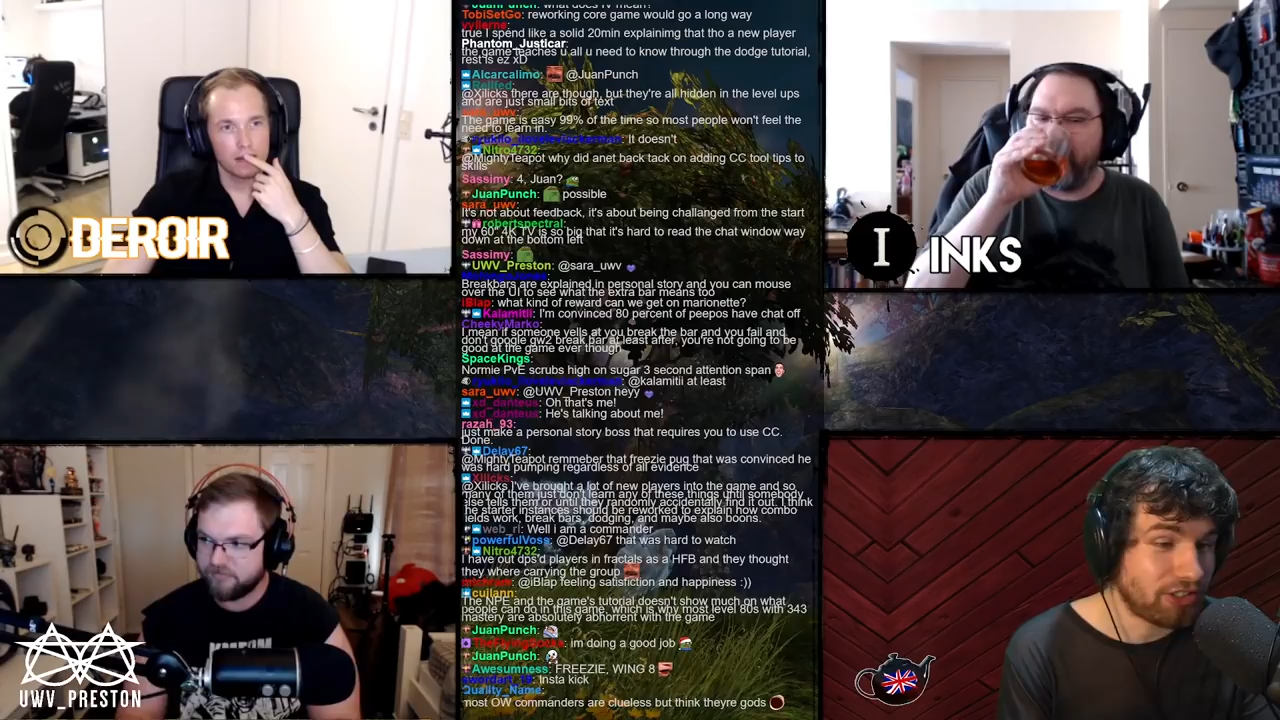 DEROIR
I INKS
UWV_PRESTON
JuanPunch: what does IV mean?
TobiSetGo: reworking core game would go a long way
true I spend like a solid 20min explainimg that tho a new player
Phantom_Justicar:
the game teaches u all u need to know through the dodge tutorial,
rest is ez xD
Alcarcalimo: @JuanPunch
@Xilicks there are though, but they're all hidden in the level ups
and are just small bits of text
sara_uwv:
The game is easy 99% of the time so most people won't feel the
need to learn in.
: It doesn't
Nitro4732:
@MightyTeapot why did anet back tack on adding CC tool tips to
skills
Sassimy: 4, Juan?
JuanPunch: possible
sara_uwv:
It's not about feedback, it's about being challanged from the start
robertspectral:
my 60" 4K TV is so big that it's hard to read the chat window way
down at the bottom left
Sassimy:
UWV_Preston: @sara_uwv
Breakbars are explained in personal story and you can mouse
over the UI to see what the extra bar means too
iBlap: what kind of reward can we get on marionette?
Kalamitii: I'm convinced 80 percent of peepos have chat off
CheekyMarko:
I mean if someone yells at you break the bar and you fail and
don't google gw2 break bar at least after, you're not going to be
good at the game ever though
SpaceKings:
Normie PvE scrubs high on sugar 3 second attention span
: @kalamitii at least
sara_uwv: @UWV_Preston heyy
xd_danteus: Oh that's me!
xd_danteus: He's talking about me!
razah_93:
just make a personal story boss that requires you to use CC.
Done.
Delay67:
@MightyTeapot remmeber that freezie pug that was convinced he
was hard pumping regardless of all evidence
Xilicks:
@Xilicks I've brought a lot of new players into the game and so
many of them just don't learn any of these things until somebody
else tells them or until they randomly accidentally find it out. I think
he starter instances should be reworked to explain how combo
ields work, break bars, dodging, and maybe also boons.
web_rl: Well i am a commander
powerfulVoss: @Delay67 that was hard to watch
Nitro4732:
I have out dps'd players in fractals as a HFB and they thought
they where carrying the group
: @iBlap feeling satisfiction and happiness :))
cuilann:
The NPE and the game's tutorial doesn't show much on what
people can do in this game, which is why most level 80s with 343
mastery are absolutely abhorrent with the game
JuanPunch:
: im doing a good job
JuanPunch:
Awesumness: FREEZIE, WING 8
swordart_19: Insta kick
Quality_Name:
most OW commanders are clueless but think theyre gods